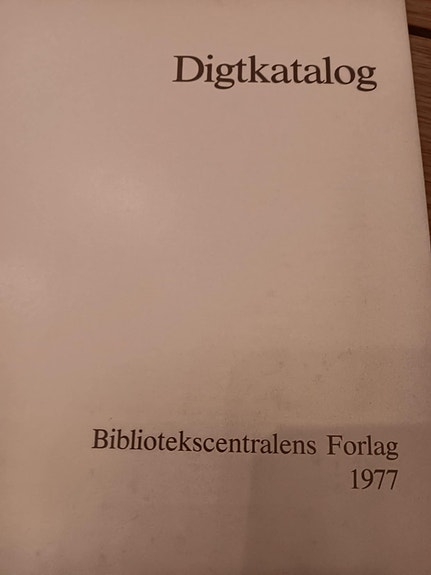 Digtkatalog
Bibliotekscentralens Forlag
1977